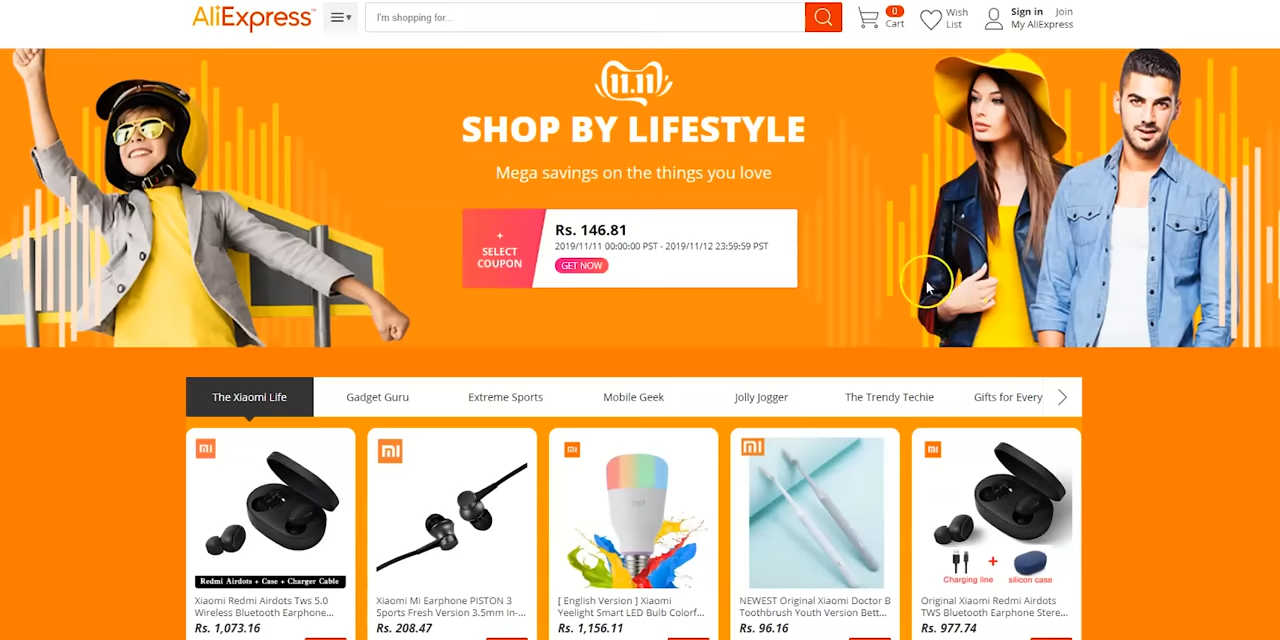 AliExpress™
I'm shopping for...
0
Cart
Wish
List
Sign in Join
My AliExpress
11.11
SHOP BY LIFESTYLE
Mega savings on the things you love
+
SELECT
COUPON
Rs. 146.81
2019/11/11 00:00:00 PST - 2019/11/12 23:59:59 PST
GET NOW
The Xiaomi Life
Gadget Guru
Extreme Sports
Mobile Geek
Jolly Jogger
The Trendy Techie
Gifts for Every
mi
Redmi Airdots + Case + Charger Cable
Xiaomi Redmi Airdots Tws 5.0
Wireless Bluetooth Earphone...
Rs. 1,073.16
mi
Xiaomi Mi Earphone PISTON 3
Sports Fresh Version 3.5mm In-...
Rs. 208.47
mi
[ English Version ] Xiaomi
Yeelight Smart LED Bulb Colorf...
Rs. 1,156.11
mi
NEWEST Original Xiaomi Doctor B
Toothbrush Youth Version Bett...
Rs. 96.16
mi
Charging line + silicon case
Original Xiaomi Redmi Airdots
TWS Bluetooth Earphone Stere...
Rs. 977.74